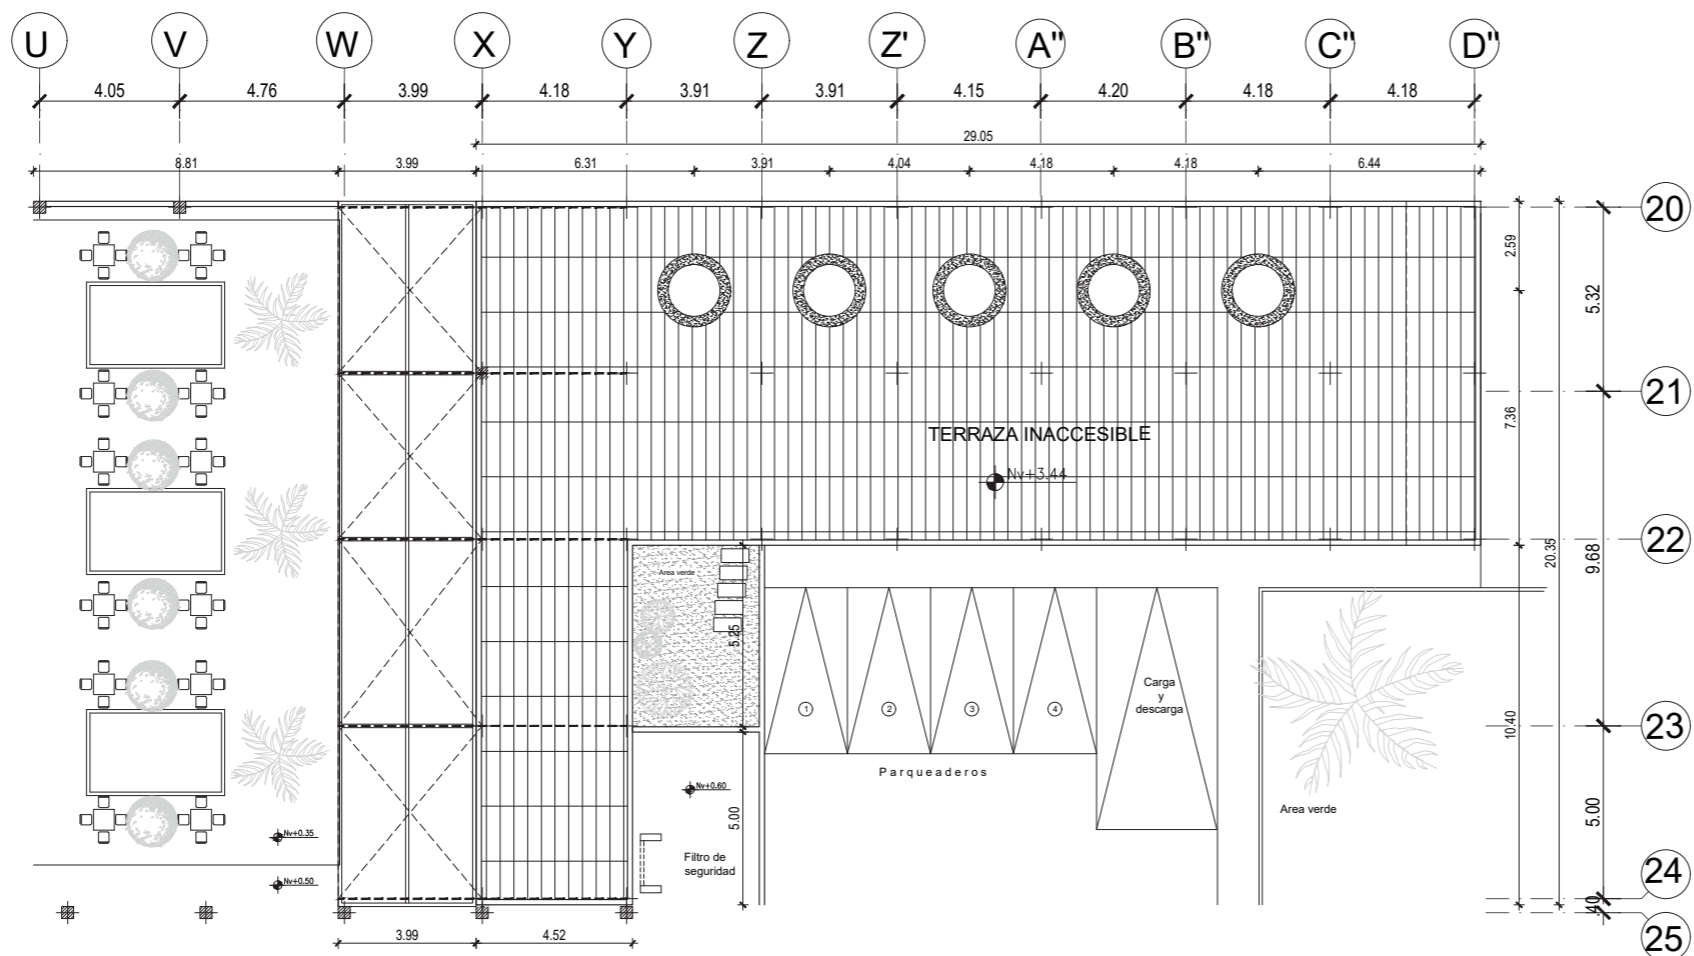 U V W X Y Z Z' A" B" C" D"
4.05 4.76 3.99 4.18 3.91 3.91 4.15 4.20 4.18 4.18
29.05
8.81 3.99 6.31 3.91 4.04 4.18 4.18 6.44
20
2.59
5.32
21
7.36
TERRAZA INACCESIBLE
Nv+3.44
22
20.35
9.68
Area verde
5.25
Carga
y
descarga
1 2 3 4
10.40
23
Parqueaderos
Nv+0.60
Area verde
5.00
5.00
Nv+0.35
Filtro de
seguridad
24
Nv+0.50
.40
25
3.99 4.52